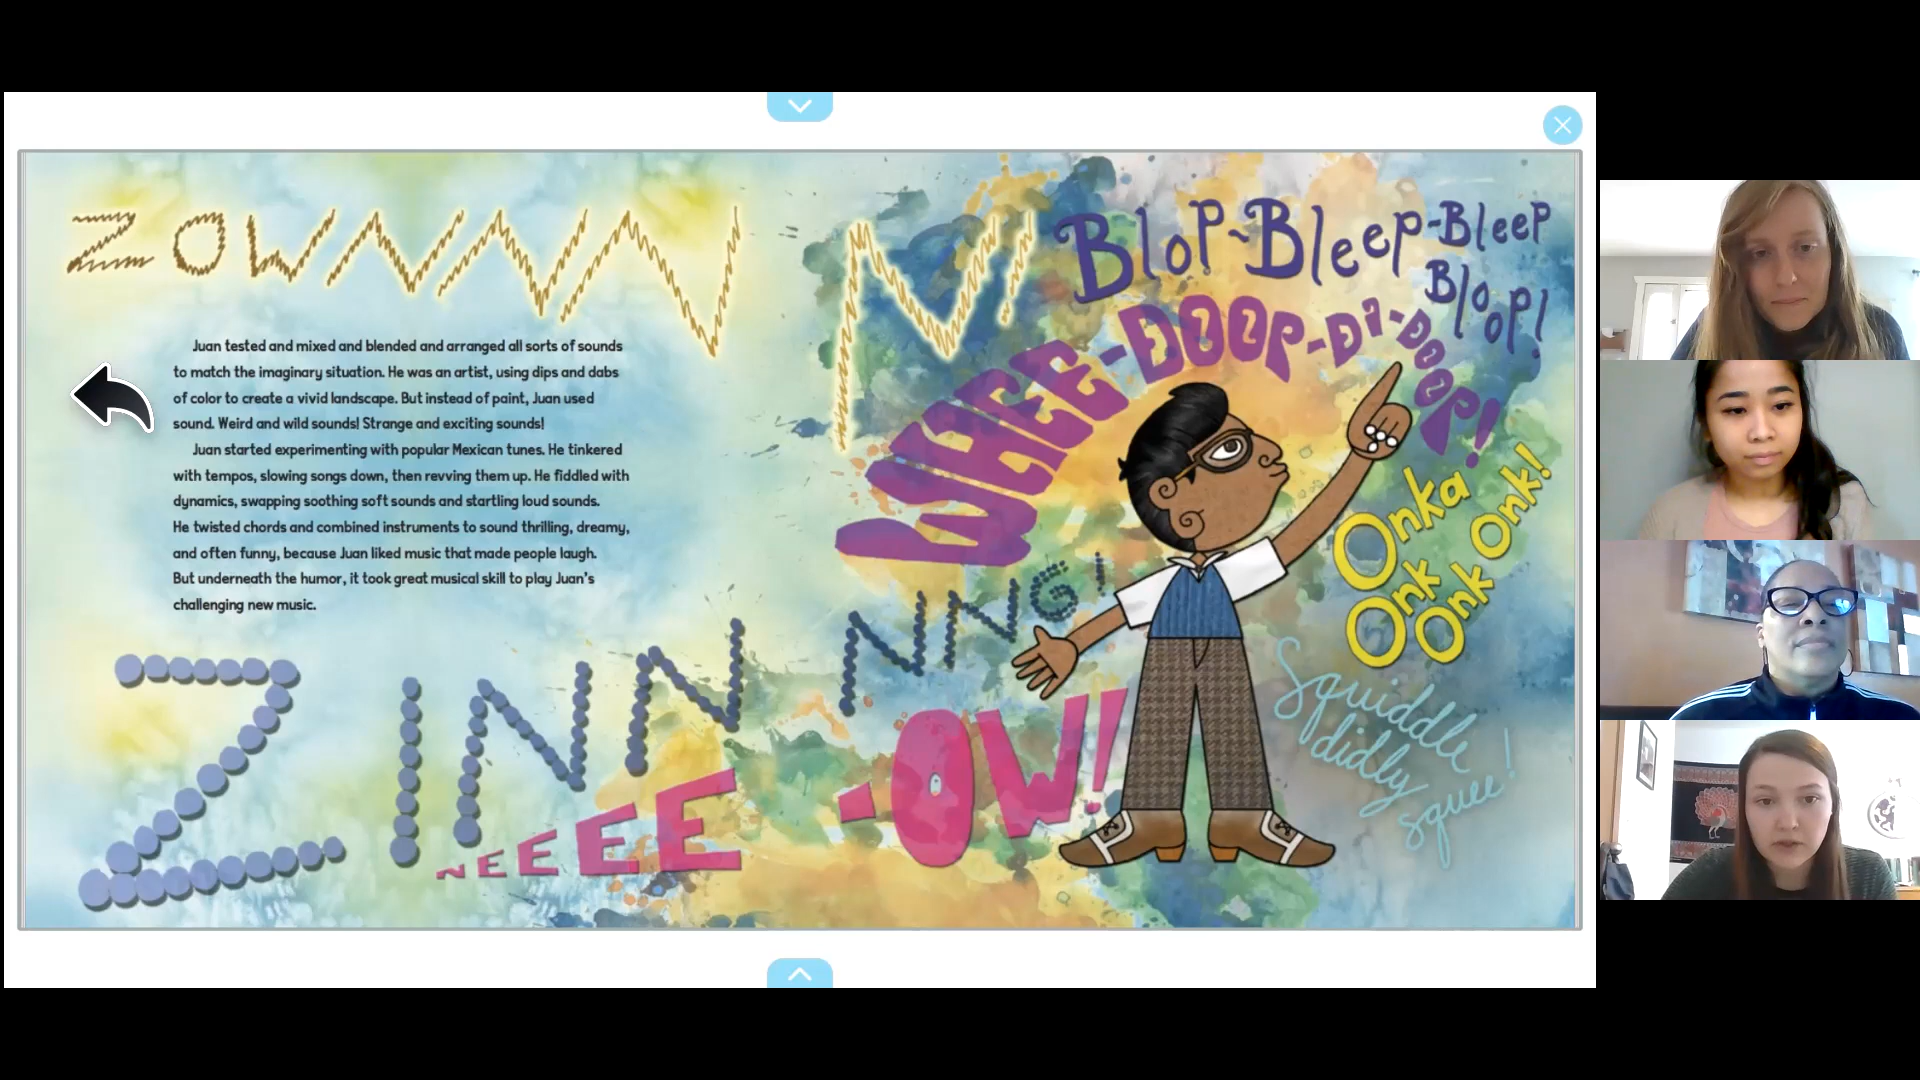 ZOWNNNNN
Juan tested and mixed and blended and arranged all sorts of sounds
to match the imaginary situation. He was an artist, using dips and dabs
of color to create a vivid landscape. But instead of paint, Juan used
sound. Weird and wild sounds! Strange and exciting sounds!
Juan started experimenting with popular Mexican tunes. He tinkered
with tempos, slowing songs down, then revving them up. He fiddled with
dynamics, swapping soothing soft sounds and startling loud sounds.
He twisted chords and combined instruments to sound thrilling, dreamy,
and often funny, because Juan liked music that made people laugh.
But underneath the humor, it took great musical skill to play Juan's
challenging new music.
ZINNNNG!
NEEEE-OW!
Blop-Bleep-Bleep
Bloop!
WHEE-DOOP-DI-DOOP!
Onka
Onk Onk!
Onk Onk
Squiddle
didly
squee!